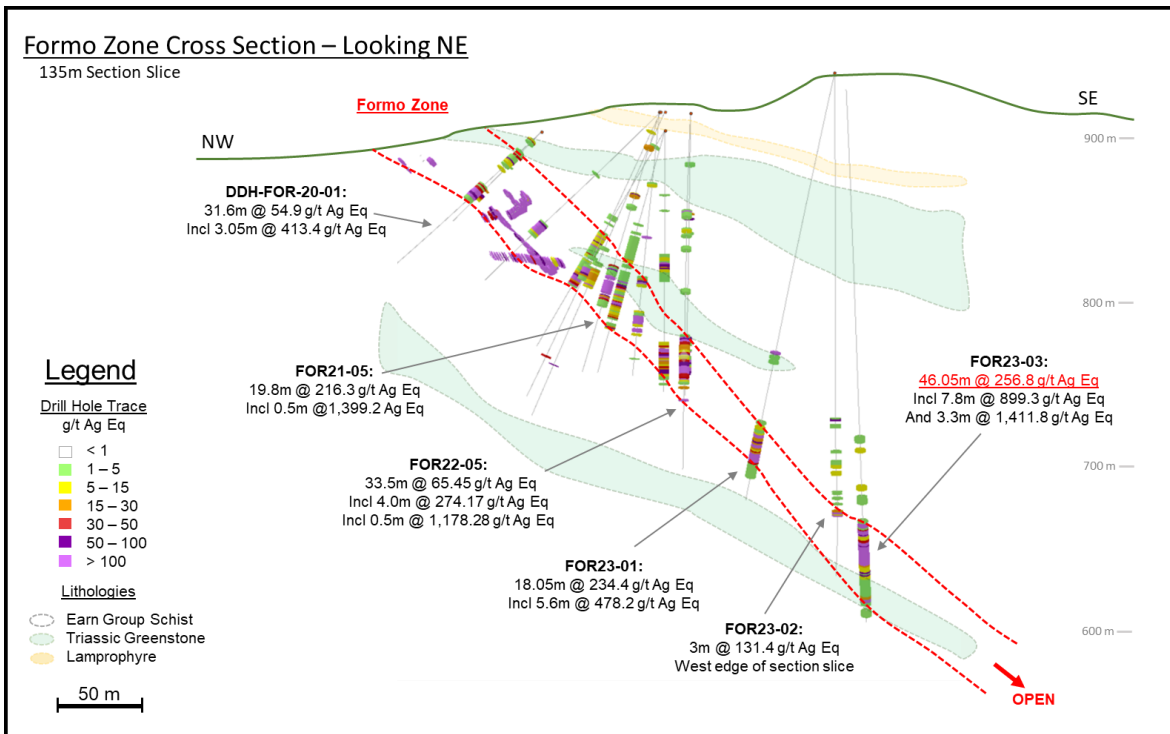 Formo Zone Cross Section – Looking NE
135m Section Slice
Formo Zone
NW
SE
900 m
800 m
700 m
600 m
DDH-FOR-20-01:
31.6m @ 54.9 g/t Ag Eq
Incl 3.05m @ 413.4 g/t Ag Eq
FOR21-05:
19.8m @ 216.3 g/t Ag Eq
Incl 0.5m @1,399.2 Ag Eq
FOR22-05:
33.5m @ 65.45 g/t Ag Eq
Incl 4.0m @ 274.17 g/t Ag Eq
Incl 0.5m @ 1,178.28 g/t Ag Eq
FOR23-01:
18.05m @ 234.4 g/t Ag Eq
Incl 5.6m @ 478.2 g/t Ag Eq
FOR23-02:
3m @ 131.4 g/t Ag Eq
West edge of section slice
FOR23-03:
46.05m @ 256.8 g/t Ag Eq
Incl 7.8m @ 899.3 g/t Ag Eq
And 3.3m @ 1,411.8 g/t Ag Eq
OPEN
Legend
Drill Hole Trace
g/t Ag Eq
< 1
1 – 5
5 – 15
15 – 30
30 – 50
50 – 100
> 100
Lithologies
Earn Group Schist
Triassic Greenstone
Lamprophyre
50 m